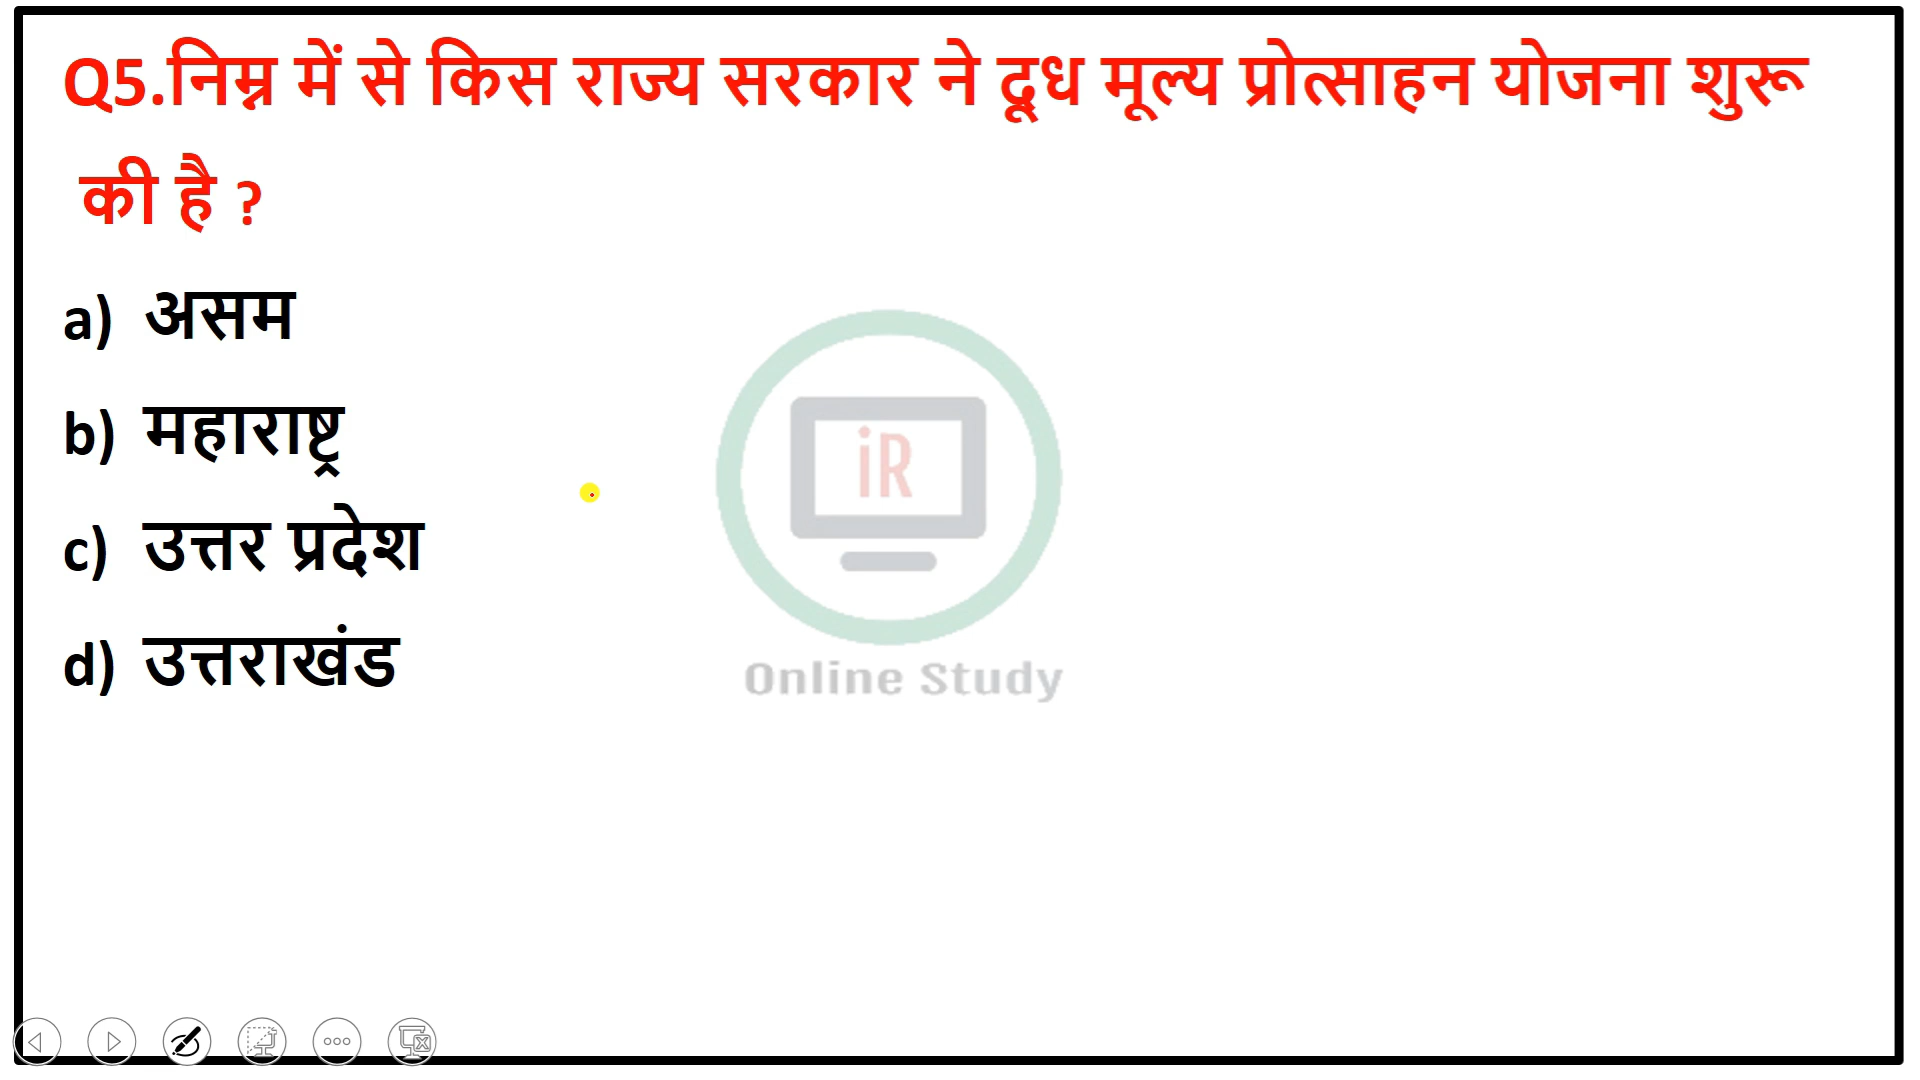 Q5.निम्न में से किस राज्य सरकार ने दूध मूल्य प्रोत्साहन योजना शुरू
की है ?
a) असम
b) महाराष्ट्र
c) उत्तर प्रदेश
d) उत्तराखंड
iR
Online Study